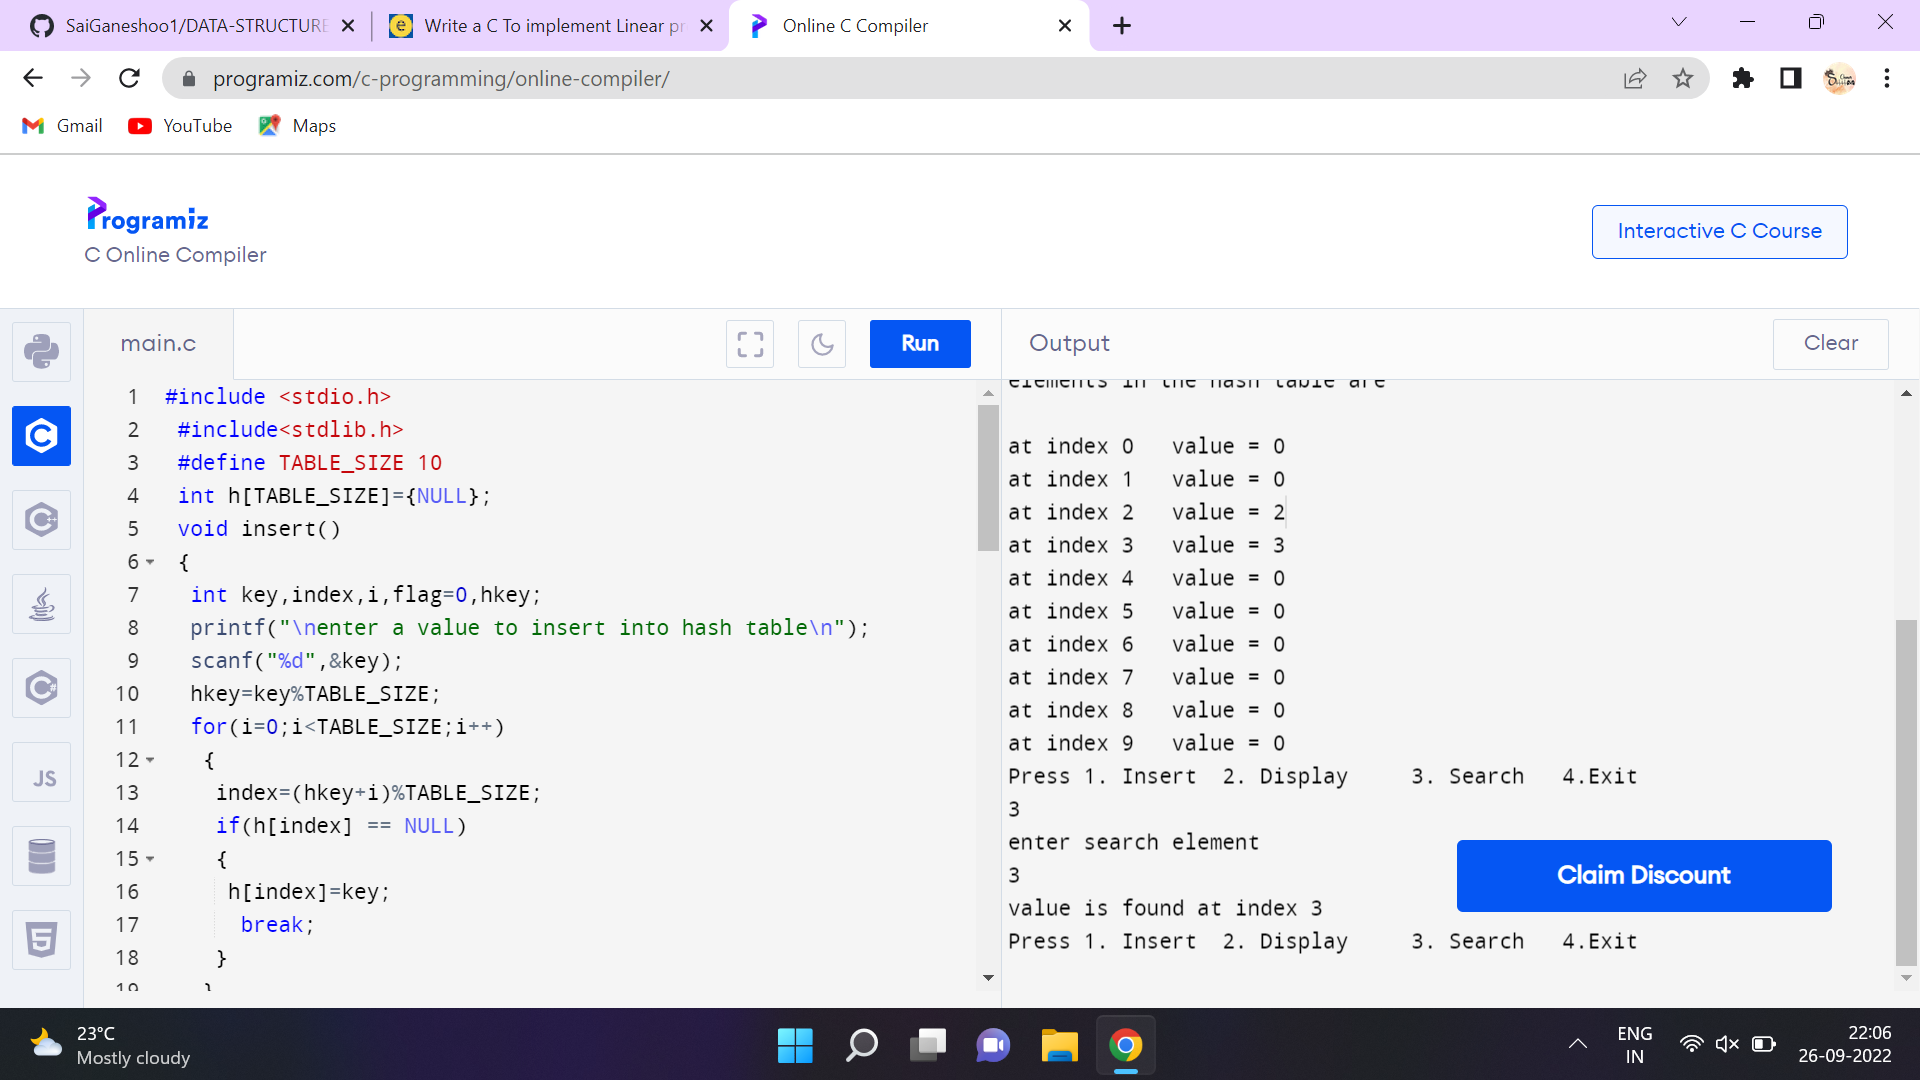 SaiGaneshoo1/DATA-STRUCTURE
Write a C To implement Linear pr
Online C Compiler
programiz.com/c-programming/online-compiler/
Gmail
YouTube
Maps
Programiz
C Online Compiler
Interactive C Course
main.c
Run
Output
Clear
1 #include <stdio.h>
2 #include<stdlib.h>
3 #define TABLE_SIZE 10
4 int h[TABLE_SIZE]={NULL};
5 void insert()
6 {
7 int key,index,i,flag=0,hkey;
8 printf("\nenter a value to insert into hash table\n");
9 scanf("%d",&key);
10 hkey=key%TABLE_SIZE;
11 for(i=0;i<TABLE_SIZE;i++)
12 {
13 index=(hkey+i)%TABLE_SIZE;
14 if(h[index] == NULL)
15 {
16 h[index]=key;
17 break;
18 }
19 }
elements in the hash table are
at index 0 value = 0
at index 1 value = 0
at index 2 value = 2
at index 3 value = 3
at index 4 value = 0
at index 5 value = 0
at index 6 value = 0
at index 7 value = 0
at index 8 value = 0
at index 9 value = 0
Press 1. Insert 2. Display 3. Search 4.Exit
3
enter search element
3
value is found at index 3
Press 1. Insert 2. Display 3. Search 4.Exit
Claim Discount
JS
23°C
Mostly cloudy
ENG
IN
22:06
26-09-2022